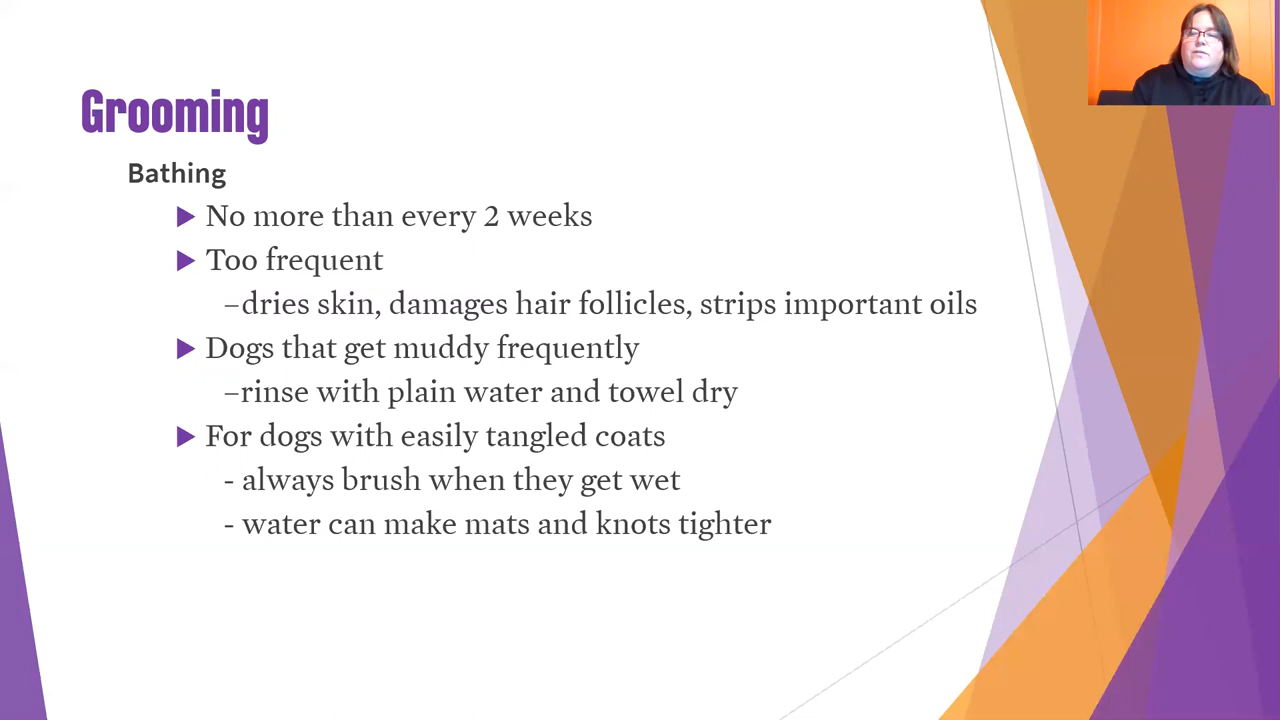 Grooming
Bathing
No more than every 2 weeks
Too frequent
–dries skin, damages hair follicles, strips important oils
Dogs that get muddy frequently
–rinse with plain water and towel dry
For dogs with easily tangled coats
- always brush when they get wet
- water can make mats and knots tighter